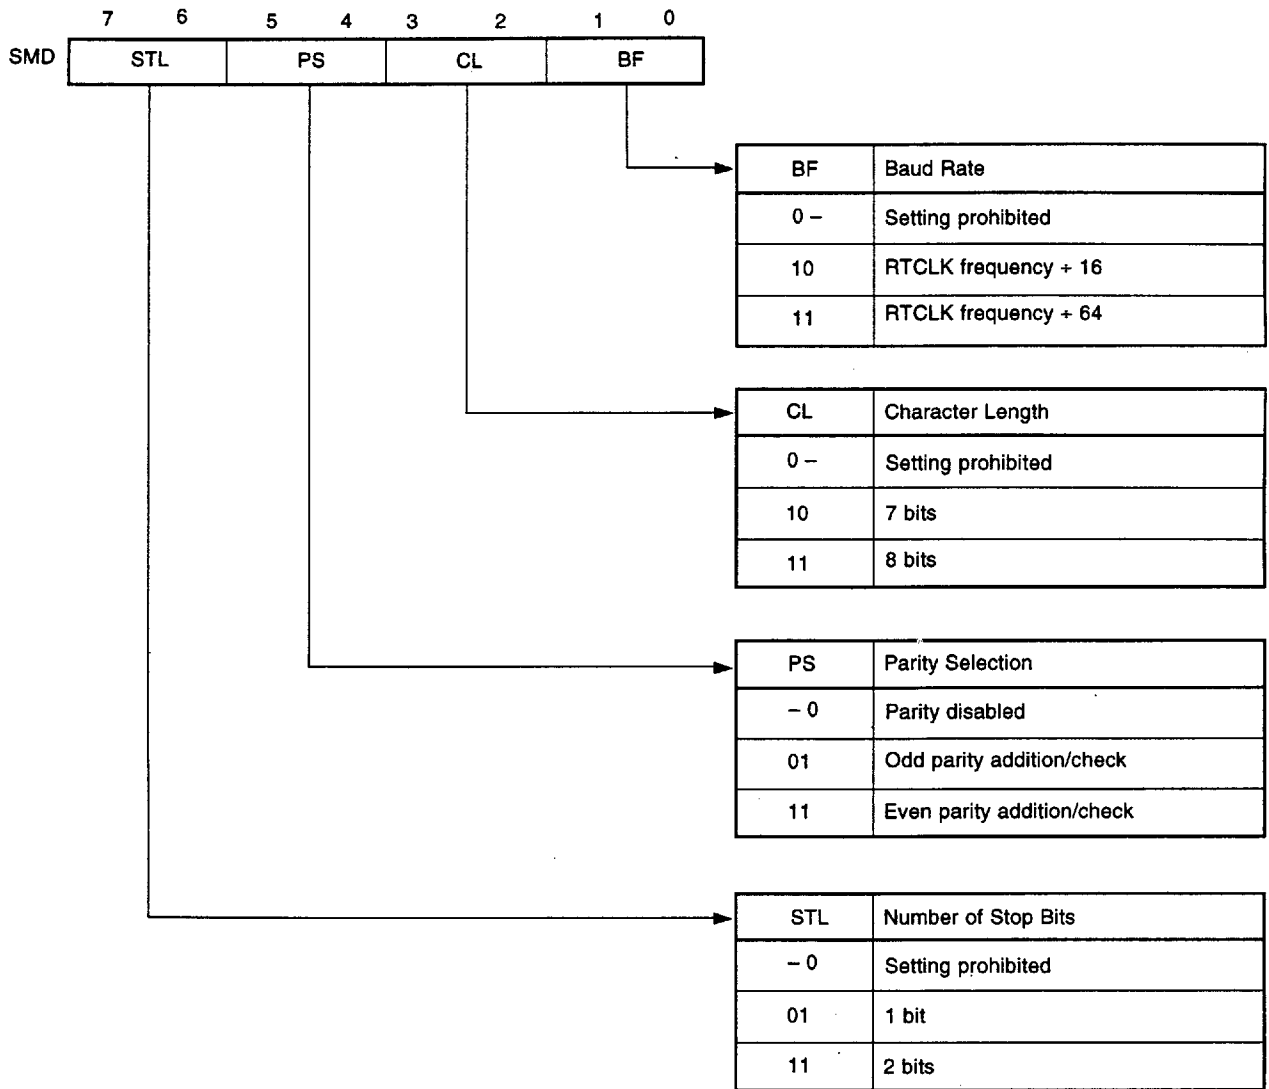 7 6 5 4 3 2 1 0
SMD STL PS CL BF
BF Baud Rate
0 – Setting prohibited
10 RTCLK frequency ÷ 16
11 RTCLK frequency ÷ 64
CL Character Length
0 – Setting prohibited
10 7 bits
11 8 bits
PS Parity Selection
– 0 Parity disabled
01 Odd parity addition/check
11 Even parity addition/check
STL Number of Stop Bits
– 0 Setting prohibited
01 1 bit
11 2 bits